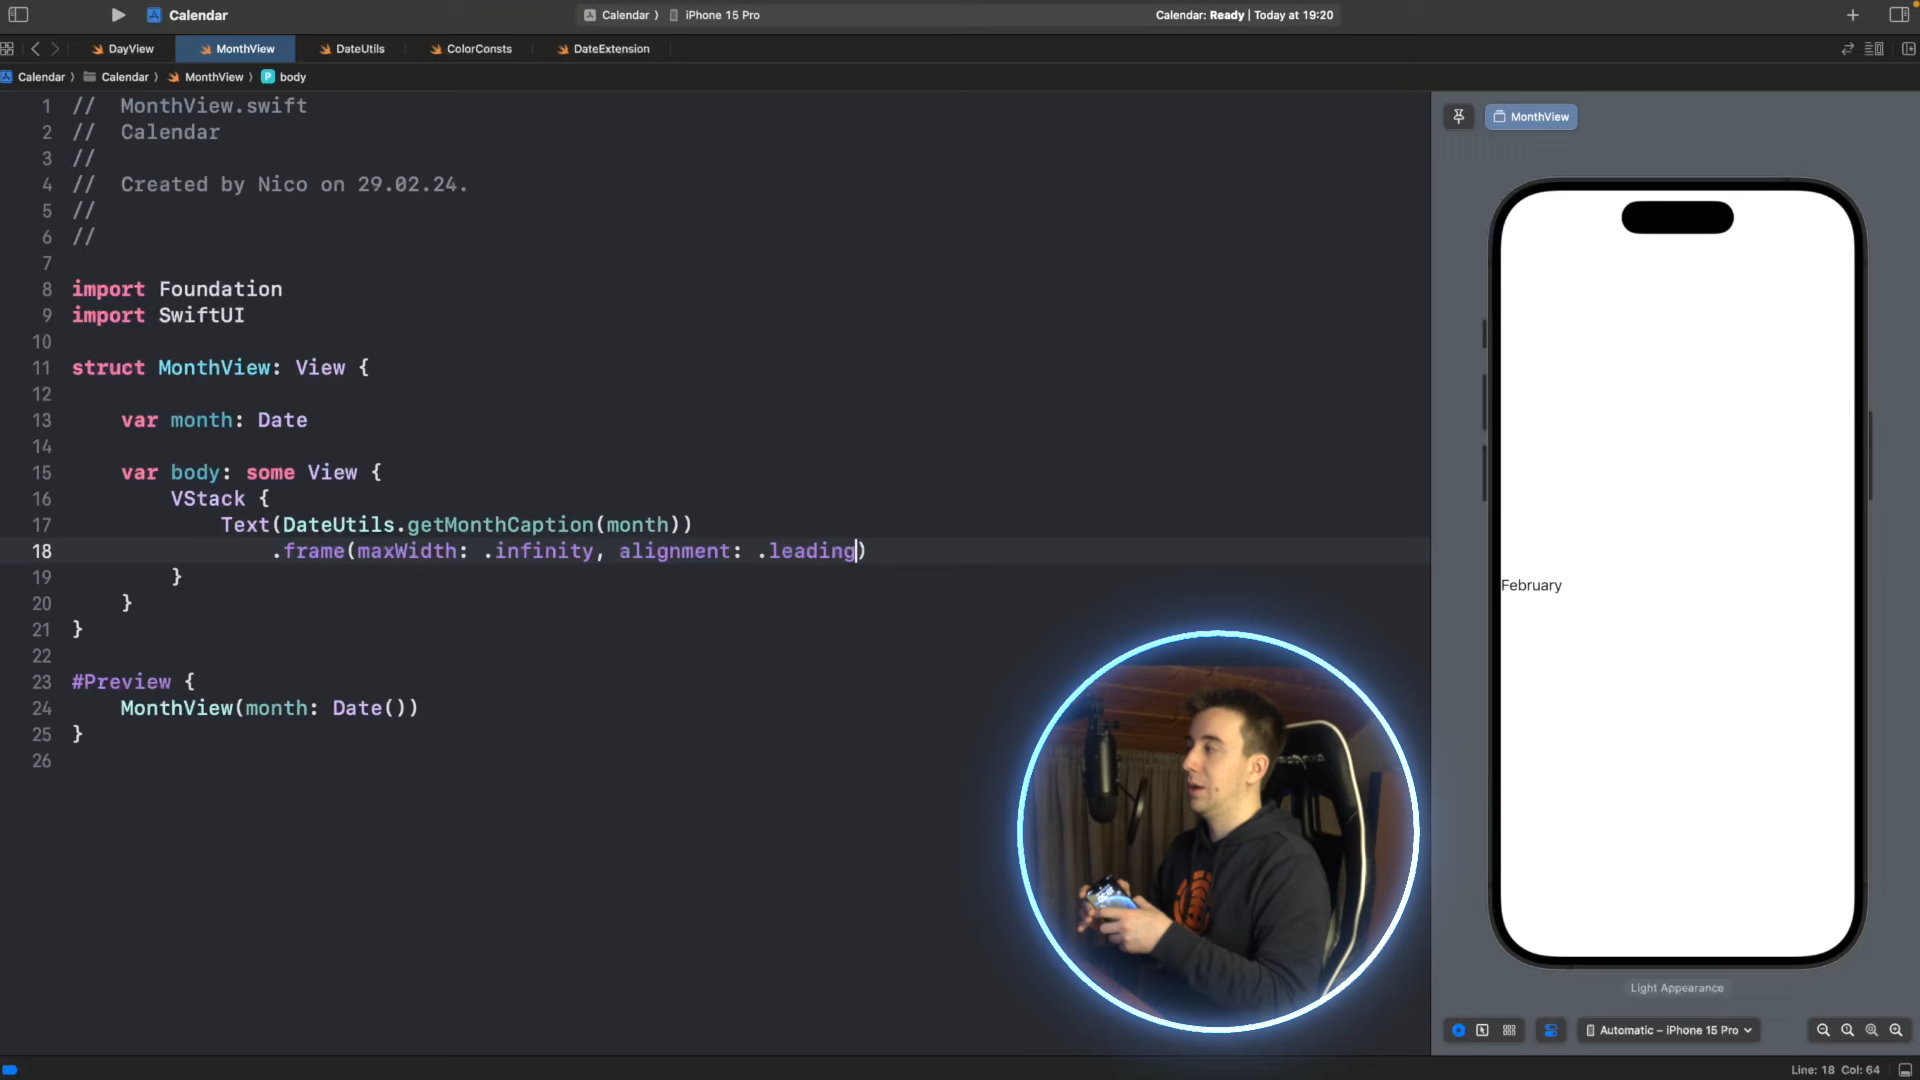 Calendar
Calendar
iPhone 15 Pro
Calendar: Ready | Today at 19:20
DayView
MonthView
DateUtils
ColorConsts
DateExtension
Calendar
Calendar
MonthView
P body
1 // MonthView.swift
2 // Calendar
3 //
4 // Created by Nico on 29.02.24.
5 //
6 //
7
8 import Foundation
9 import SwiftUI
10
11 struct MonthView: View {
12
13 var month: Date
14
15 var body: some View {
16 VStack {
17 Text(DateUtils.getMonthCaption(month))
18 .frame(maxWidth: .infinity, alignment: .leading)
19 }
20 }
21 }
22
23 #Preview {
24 MonthView(month: Date())
25 }
26
MonthView
February
Light Appearance
Automatic – iPhone 15 Pro
Line: 18 Col: 64